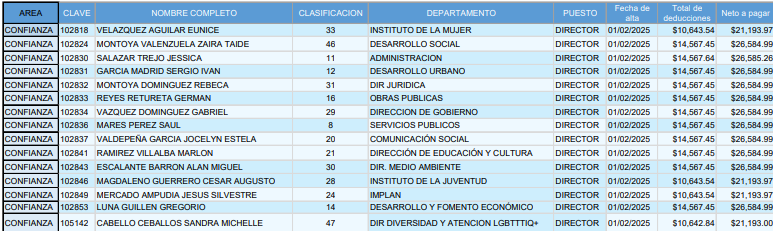 AREA CLAVE NOMBRE COMPLETO CLASIFICACION DEPARTAMENTO PUESTO Fecha de alta Total de deducciones Neto a pagar
CONFIANZA 102818 VELAZQUEZ AGUILAR EUNICE 33 INSTITUTO DE LA MUJER DIRECTOR 01/02/2025 $10,643.54 $21,193.97
CONFIANZA 102824 MONTOYA VALENZUELA ZAIRA TAIDE 46 DESARROLLO SOCIAL DIRECTOR 01/02/2025 $14,567.45 $26,584.99
CONFIANZA 102830 SALAZAR TREJO JESSICA 11 ADMINISTRACION DIRECTOR 01/02/2025 $14,567.64 $26,585.26
CONFIANZA 102831 GARCIA MADRID SERGIO IVAN 12 DESARROLLO URBANO DIRECTOR 01/02/2025 $14,567.45 $26,584.99
CONFIANZA 102832 MONTOYA DOMINGUEZ REBECA 31 DIR JURIDICA DIRECTOR 01/02/2025 $14,567.45 $26,584.99
CONFIANZA 102833 REYES RETURETA GERMAN 16 OBRAS PUBLICAS DIRECTOR 01/02/2025 $14,567.45 $26,584.99
CONFIANZA 102834 VAZQUEZ DOMINGUEZ GABRIEL 29 DIRECCION DE GOBIERNO DIRECTOR 01/02/2025 $14,567.45 $26,584.99
CONFIANZA 102836 MARES PEREZ SAUL 8 SERVICIOS PUBLICOS DIRECTOR 01/02/2025 $14,567.45 $26,584.99
CONFIANZA 102837 VALDEPEÑA GARCIA JOCELYN ESTELA 20 COMUNICACIÓN SOCIAL DIRECTOR 01/02/2025 $14,567.45 $26,584.99
CONFIANZA 102841 RAMIREZ VILLALBA MARLON 21 DIRECCIÓN DE EDUCACIÓN Y CULTURA DIRECTOR 01/02/2025 $14,567.45 $26,584.99
CONFIANZA 102843 ESCALANTE BARRON ALAN MIGUEL 30 DIR. MEDIO AMBIENTE DIRECTOR 01/02/2025 $14,567.45 $26,584.99
CONFIANZA 102846 MAGDALENO GUERRERO CESAR AUGUSTO 28 INSTITUTO DE LA JUVENTUD DIRECTOR 01/02/2025 $10,643.54 $21,193.97
CONFIANZA 102849 MERCADO AMPUDIA JESUS SILVESTRE 24 IMPLAN DIRECTOR 01/02/2025 $10,643.54 $21,193.97
CONFIANZA 102853 LUNA GUILLEN GREGORIO 14 DESARROLLO Y FOMENTO ECONÓMICO DIRECTOR 01/02/2025 $14,567.45 $26,584.99
CONFIANZA 105142 CABELLO CEBALLOS SANDRA MICHELLE 47 DIR DIVERSIDAD Y ATENCION LGBTTTIQ+ DIRECTOR 01/02/2025 $10,642.84 $21,193.00